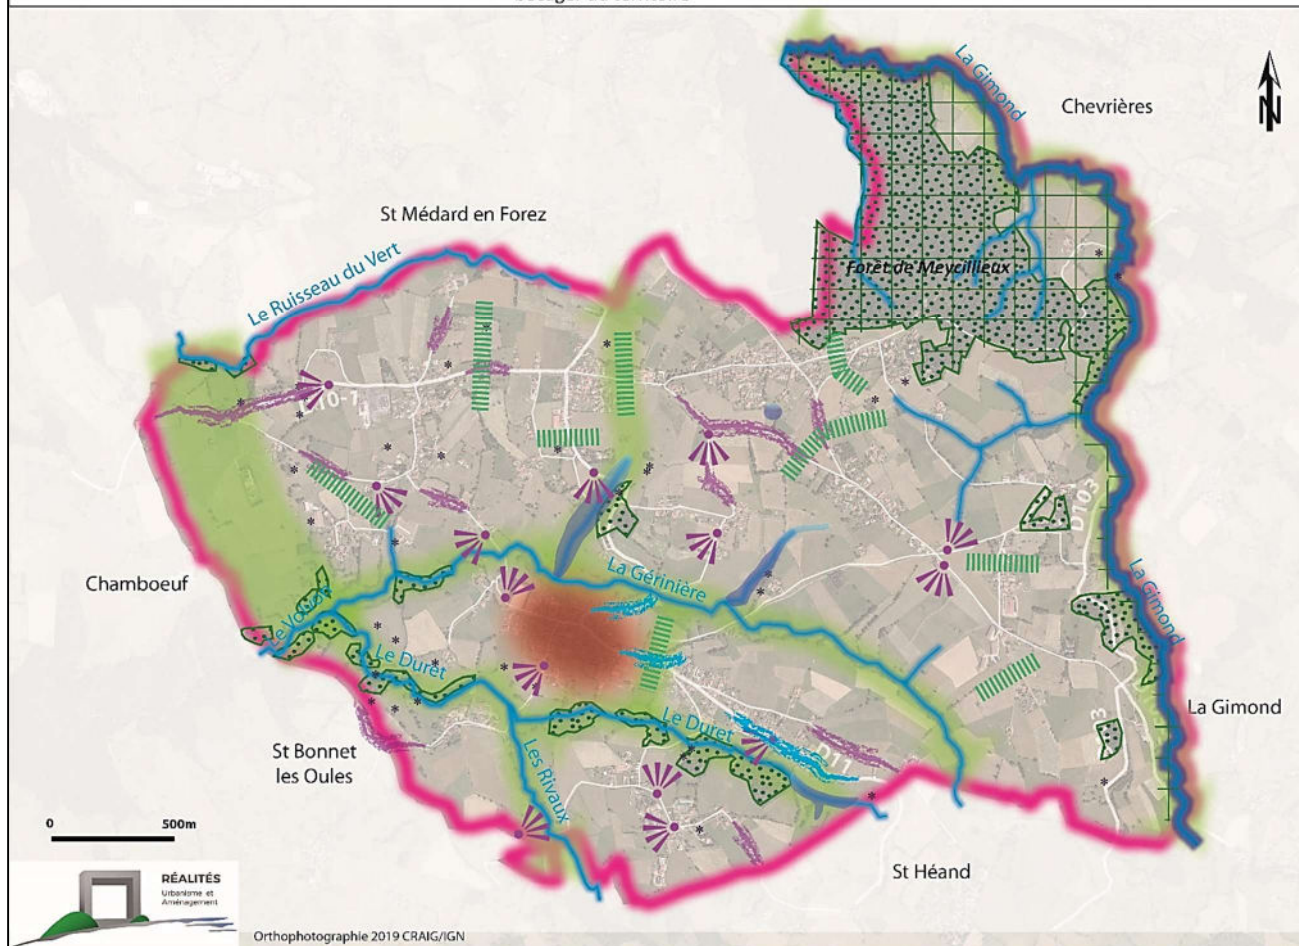 La Gimond
Chevrières
N
St Médard en Forez
Le Ruisseau du Vert
Forêt de Meycillieux
D103
Chamboeuf
La Gérinière
Le Duret
La Gimond
Le Duret
D11
La Gimond
St Bonnet
les Oules
Les Rivaux
0 500m
St Héand
RÉALITÉS
Urbanisme et
Aménagement
Orthophotographie 2019 CRAIG/IGN